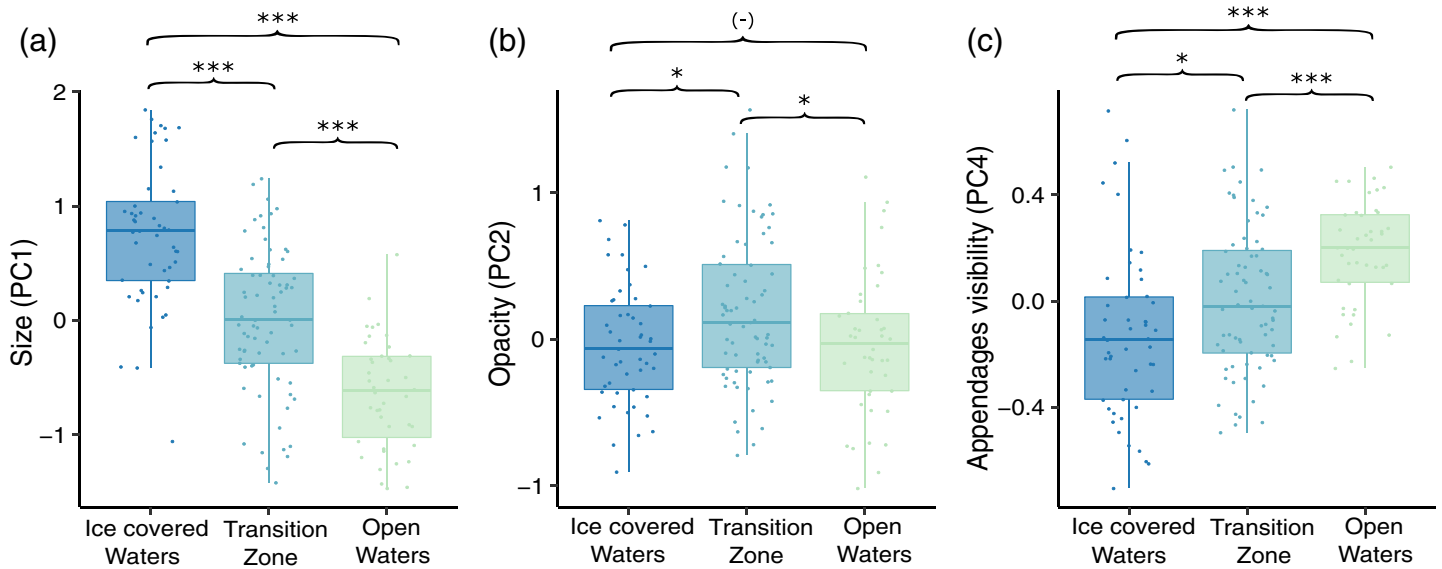 (a)
***
***
***
Size (PC1)
2
1
0
−1
Ice covered
Waters
Transition
Zone
Open
Waters
(b)
(-)
*
*
Opacity (PC2)
1
0
−1
Ice covered
Waters
Transition
Zone
Open
Waters
(c)
***
*
***
Appendages visibility (PC4)
0.4
0.0
−0.4
Ice covered
Waters
Transition
Zone
Open
Waters